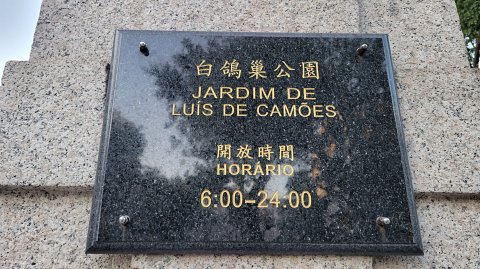 白鴿巢公園
JARDIM DE
LUÍS DE CAMÕES
開放時間
HORÁRIO
6:00–24:00